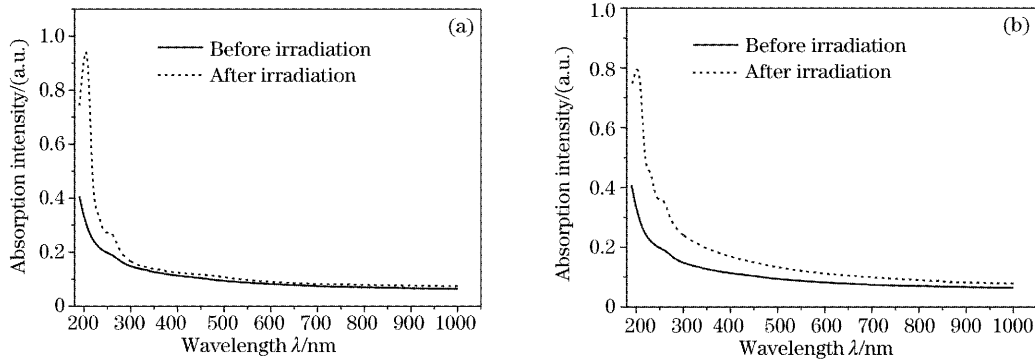 (a)
1.0
0.8
0.6
0.4
0.2
0
Before irradiation
After irradiation
Absorption intensity/(a.u.)
200 300 400 500 600 700 800 900 1000
Wavelength λ/nm
(b)
1.0
0.8
0.6
0.4
0.2
0
Before irradiation
After irradiation
Absorption intensity/(a.u.)
200 300 400 500 600 700 800 900 1000
Wavelength λ/nm